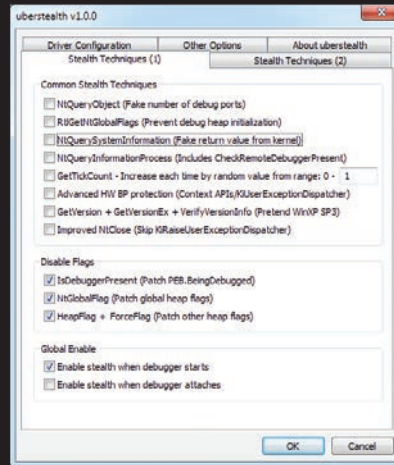 uberstealth v1.0.0
Driver Configuration
Other Options
About uberstealth
Stealth Techniques (1)
Stealth Techniques (2)
Common Stealth Techniques
NtQueryObject (Fake number of debug ports)
RtlGetNtGlobalFlags (Prevent debug heap initialization)
NtQuerySystemInformation (Fake return value from kernel)
NtQueryInformationProcess (Includes CheckRemoteDebuggerPresent)
GetTickCount - Increase each time by random value from range: 0 - 1
Advanced HW BP protection (Context APIs/KiUserExceptionDispatcher)
GetVersion + GetVersionEx + VerifyVersionInfo (Pretend WinXP SP3)
Improved NtClose (Skip KiRaiseUserExceptionDispatcher)
Disable Flags
IsDebuggerPresent (Patch PEB.BeingDebugged)
NtGlobalFlag (Patch global heap flags)
HeapFlag + ForceFlag (Patch other heap flags)
Global Enable
Enable stealth when debugger starts
Enable stealth when debugger attaches
OK
Cancel